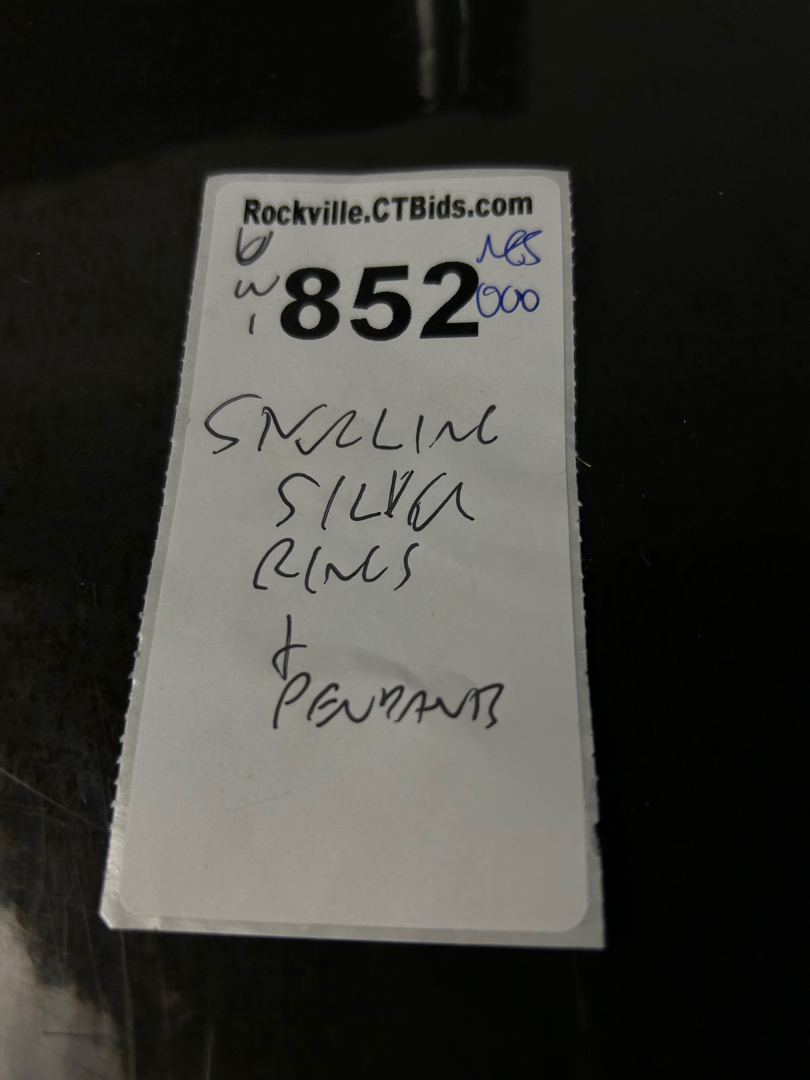 Rockville.CTBids.com
852
STERLING
SILVER
RINGS
+
PENDANTS